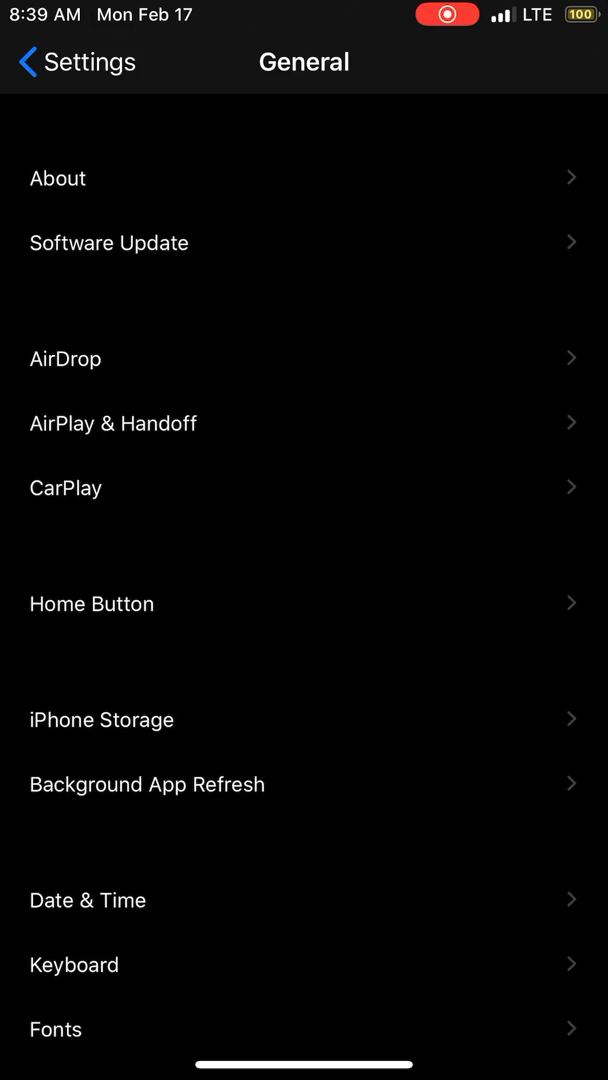 8:39 AM Mon Feb 17 LTE 100
Settings General
About
Software Update
AirDrop
AirPlay & Handoff
CarPlay
Home Button
iPhone Storage
Background App Refresh
Date & Time
Keyboard
Fonts